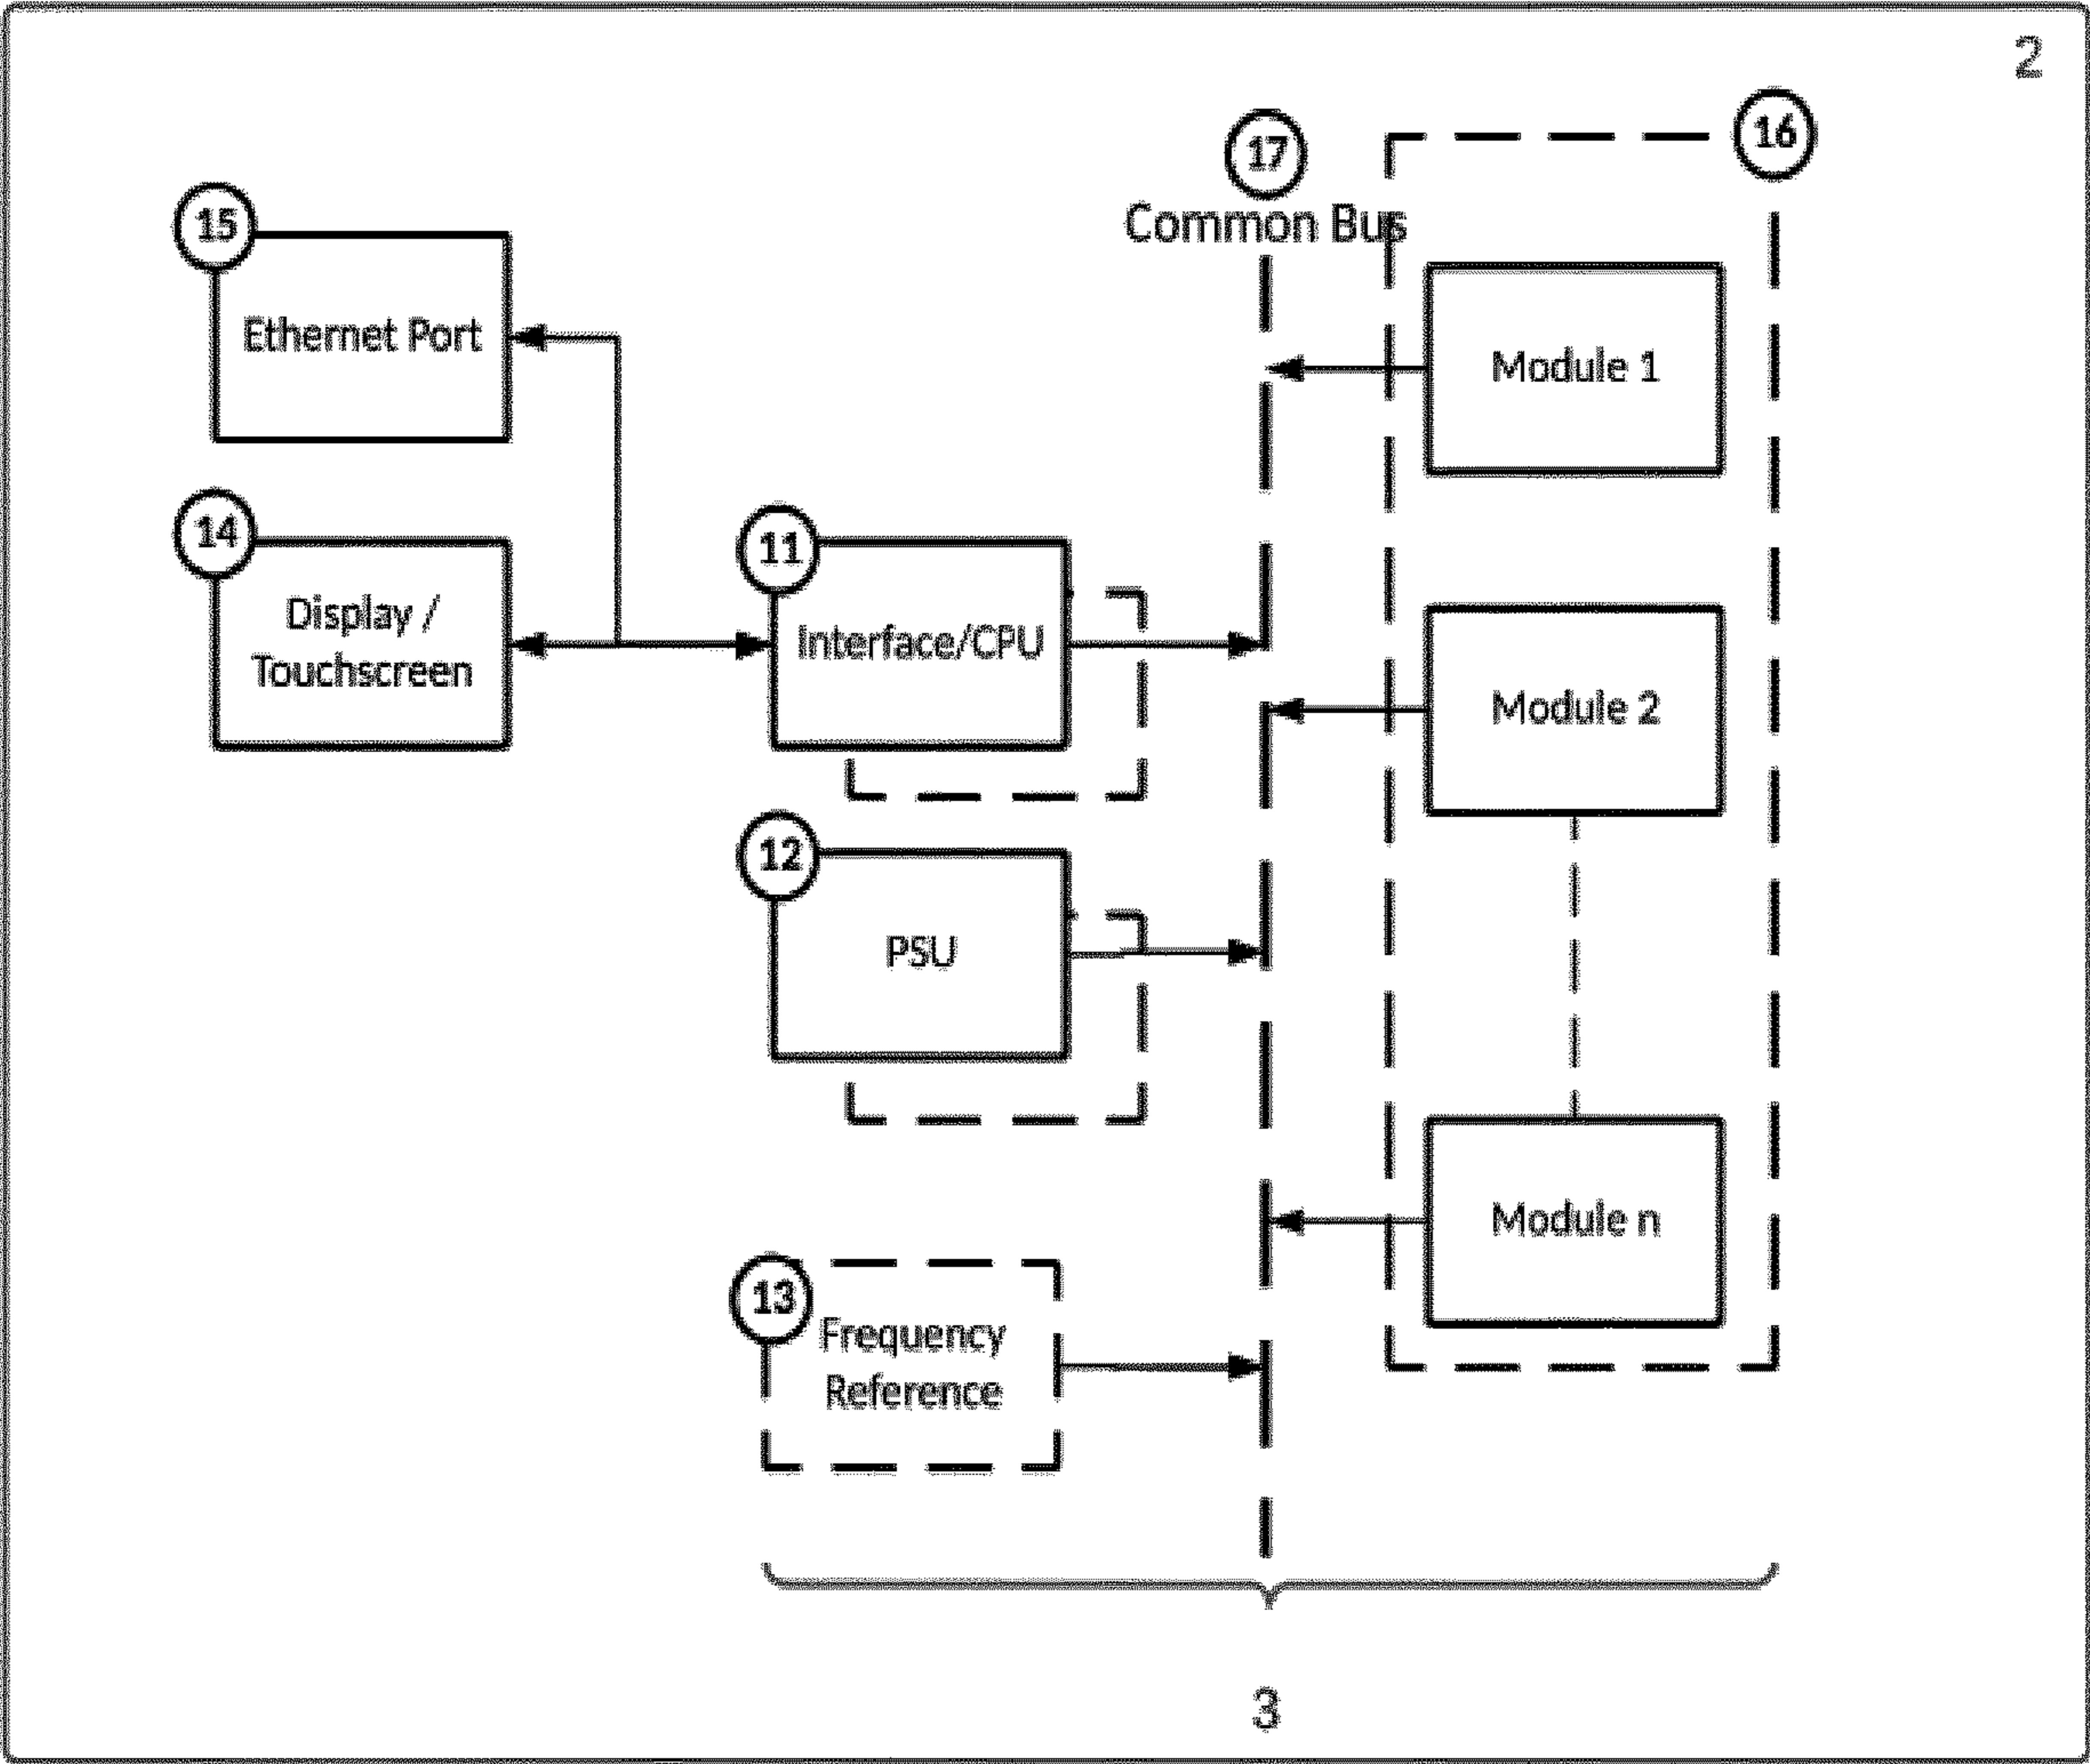 2
16
17
Common Bus
15
Ethernet Port
Module 1
14
Display /
Touchscreen
11
Interface/CPU
Module 2
12
PSU
Module n
13
Frequency
Reference
3